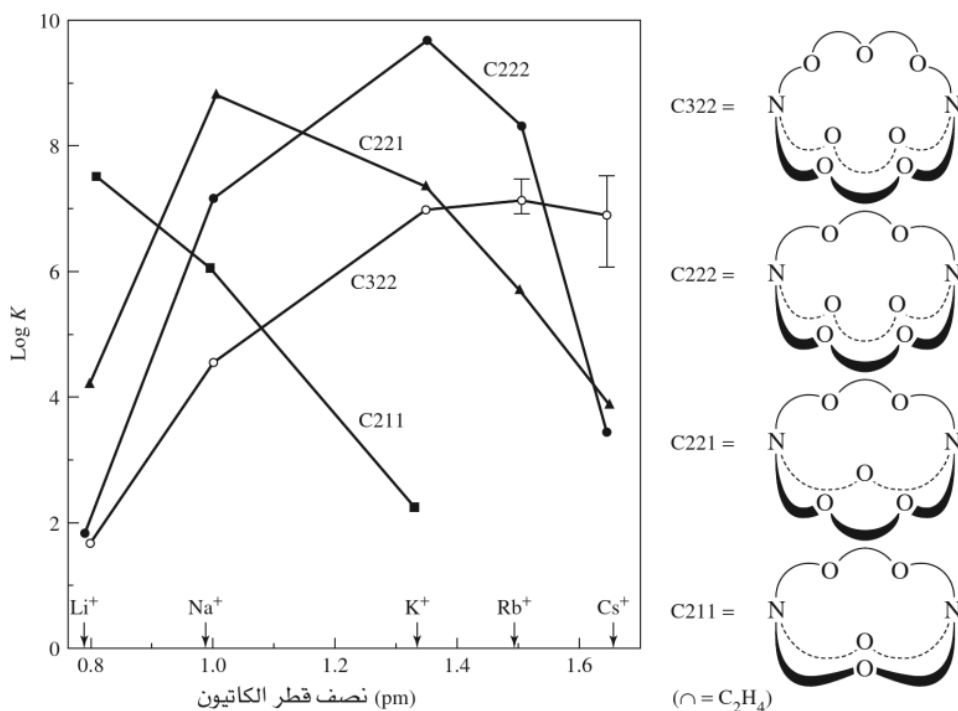 10
8
6
4
2
0
Log K
C222
C221
C322
C211
Li⁺
Na⁺
K⁺
Rb⁺
Cs⁺
0.8
1.0
1.2
1.4
1.6
نصف قطر الكاتيون (pm)
C322 =
O O O
N N
O O
O O
C222 =
O O
N N
O O
O O
C221 =
O O
N N
O
O O
C211 =
O O
N N
O
O
(∩ = C₂H₄)